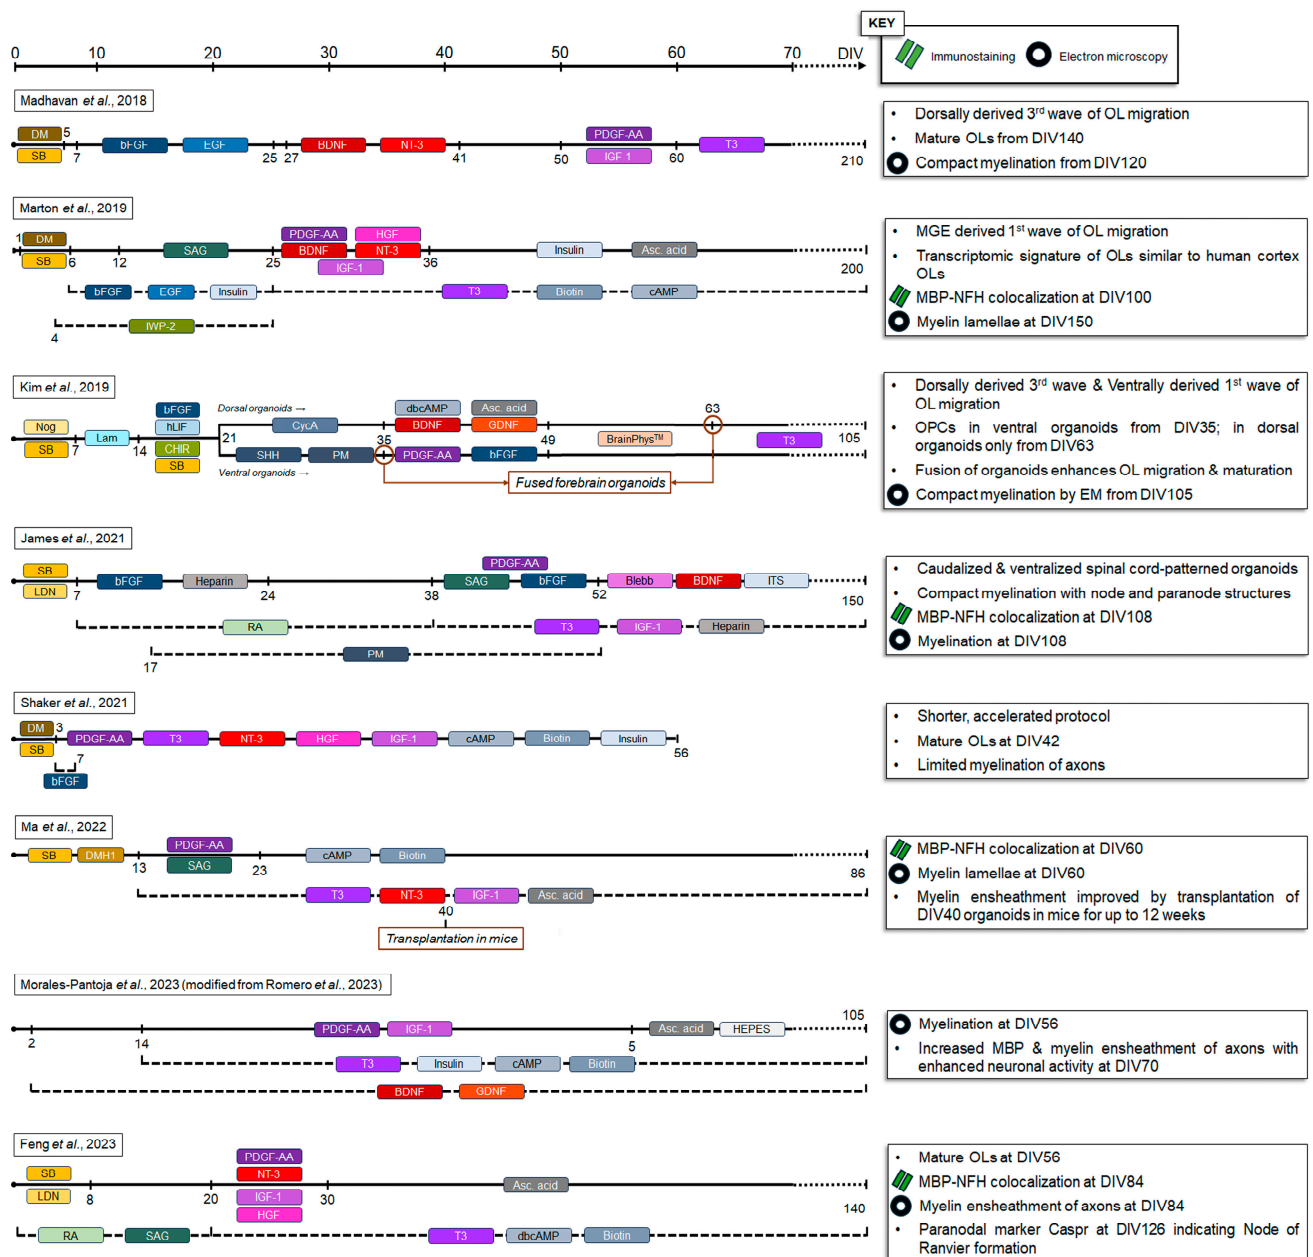 KEY
Immunostaining
Electron microscopy
0 10 20 30 40 50 60 70 DIV
Madhavan et al., 2018
DM 5 PDGF-AA
bFGF EGF BDNF NT-3 T3
SB 7 25 27 41 50 IGF 1 60 210
• Dorsally derived 3rd wave of OL migration
• Mature OLs from DIV140
Compact myelination from DIV120
Marton et al., 2019
1 DM SAG PDGF-AA HGF Insulin Asc. acid
BDNF NT-3
SB 6 12 25 IGF-1 36 200
bFGF EGF Insulin T3 Biotin cAMP
IWP-2
4
• MGE derived 1st wave of OL migration
• Transcriptomic signature of OLs similar to human cortex
OLs
MBP-NFH colocalization at DIV100
Myelin lamellae at DIV150
Kim et al., 2019
bFGF Dorsal organoids → dbcAMP Asc. acid 63
Nog hLIF CycA BDNF GDNF
Lam 21 35 49 BrainPhys™ T3 105
SB 7 14 CHIR SHH PM PDGF-AA bFGF
SB Ventral organoids →
Fused forebrain organoids
• Dorsally derived 3rd wave & Ventrally derived 1st wave of
OL migration
• OPCs in ventral organoids from DIV35; in dorsal
organoids only from DIV63
• Fusion of organoids enhances OL migration & maturation
Compact myelination by EM from DIV105
James et al., 2021
SB PDGF-AA
bFGF Heparin SAG bFGF Blebb BDNF ITS
LDN 7 24 38 52 150
RA T3 IGF-1 Heparin
PM
17
• Caudalized & ventralized spinal cord-patterned organoids
• Compact myelination with node and paranode structures
MBP-NFH colocalization at DIV108
Myelination at DIV108
Shaker et al., 2021
DM 3
PDGF-AA T3 NT-3 HGF IGF-1 cAMP Biotin Insulin
SB 7 56
bFGF
• Shorter, accelerated protocol
• Mature OLs at DIV42
• Limited myelination of axons
Ma et al., 2022
PDGF-AA
SB DMH1 cAMP Biotin
13 SAG 23 86
T3 NT-3 IGF-1 Asc. acid
40
Transplantation in mice
MBP-NFH colocalization at DIV60
Myelin lamellae at DIV60
• Myelin ensheathment improved by transplantation of
DIV40 organoids in mice for up to 12 weeks
Morales-Pantoja et al., 2023 (modified from Romero et al., 2023)
PDGF-AA IGF-1 Asc. acid HEPES 105
2 14 5
T3 Insulin cAMP Biotin
BDNF GDNF
Myelination at DIV56
• Increased MBP & myelin ensheathment of axons with
enhanced neuronal activity at DIV70
Feng et al., 2023
PDGF-AA
SB NT-3
Asc. acid
LDN 8 20 IGF-1 30 140
HGF
RA SAG T3 dbcAMP Biotin
• Mature OLs at DIV56
MBP-NFH colocalization at DIV84
Myelin ensheathment of axons at DIV84
• Paranodal marker Caspr at DIV126 indicating Node of
Ranvier formation